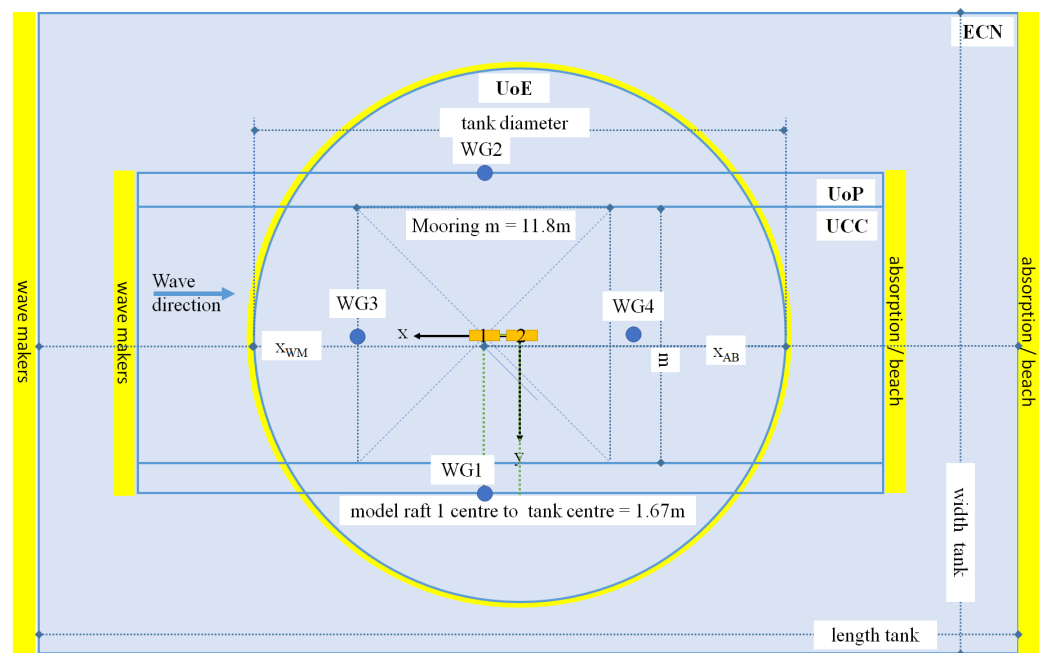 ECN
UoE
tank diameter
WG2
UoP
Mooring m = 11.8m
UCC
Wave
direction
WG3
WG4
x
1
2
wave makers
wave makers
absorption / beach
absorption / beach
xWM
m
xAB
y
WG1
model raft 1 centre to tank centre = 1.67m
width tank
length tank